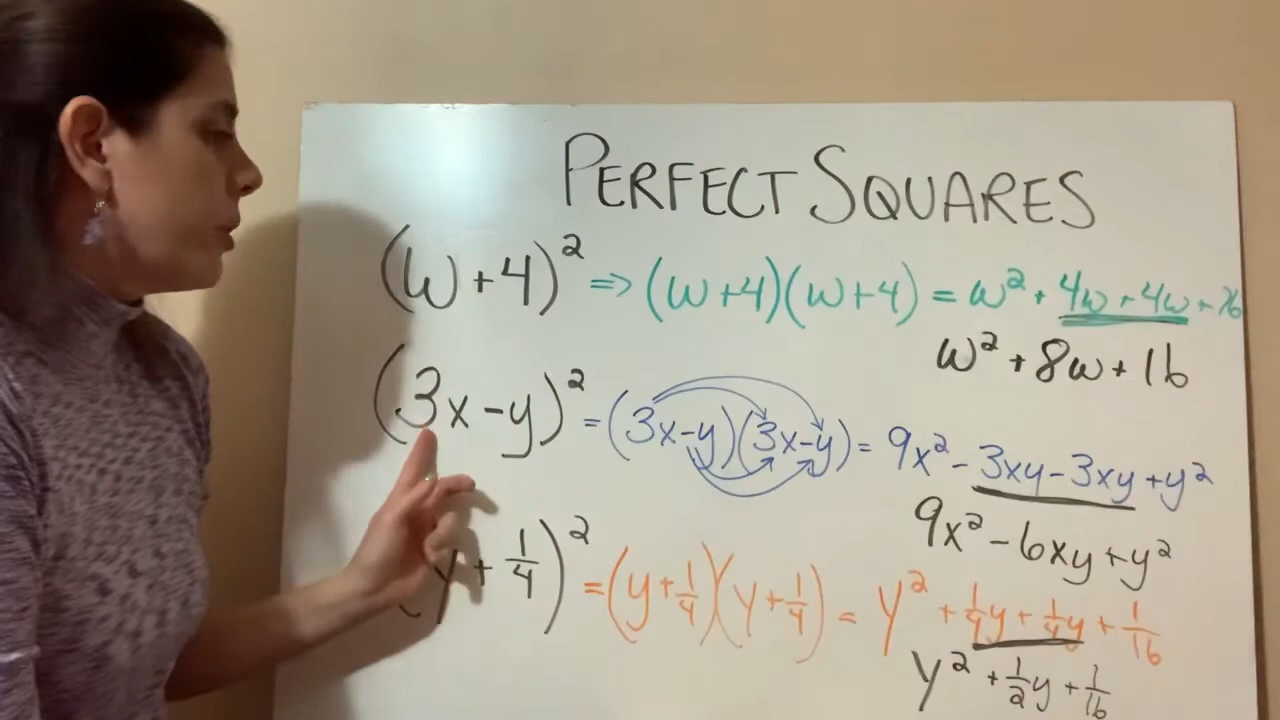 PERFECT SQUARES
(w+4)² ⇒ (w+4)(w+4) = w² + 4w + 4w + 16
w² + 8w + 16
(3x-y)² = (3x-y)(3x-y) = 9x² - 3xy - 3xy + y²
9x² - 6xy + y²
(y + 1/4)² = (y + 1/4)(y + 1/4) = y² + 1/4y + 1/4y + 1/16
y² + 1/2y + 1/16